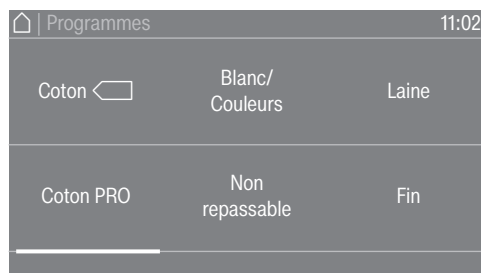 | Programmes
11:02
Coton
Blanc/
Couleurs
Laine
Coton PRO
Non
repassable
Fin